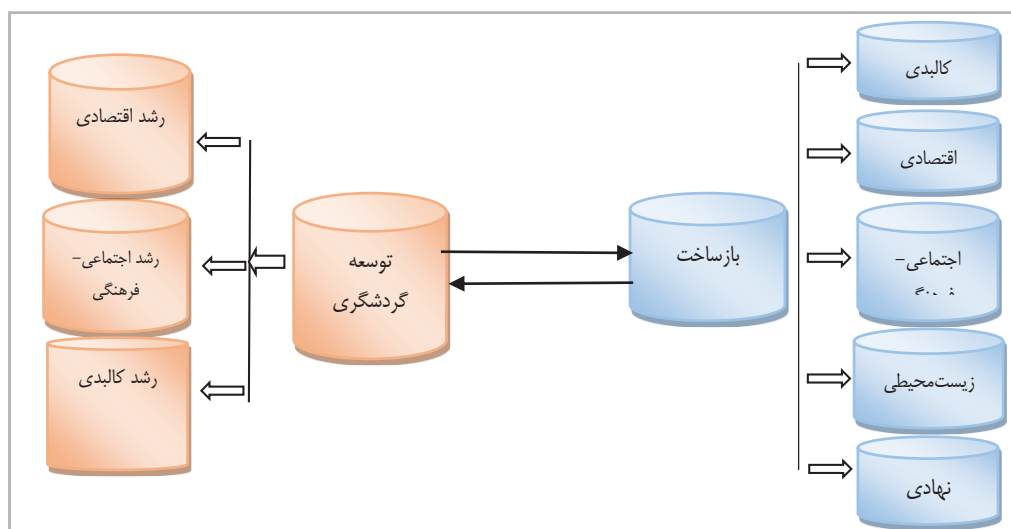 کالبدی
اقتصادی
اجتماعی-
زیست‌محیطی
نهادی
بازساخت
توسعه
گردشگری
رشد اقتصادی
رشد اجتماعی-
فرهنگی
رشد کالبدی